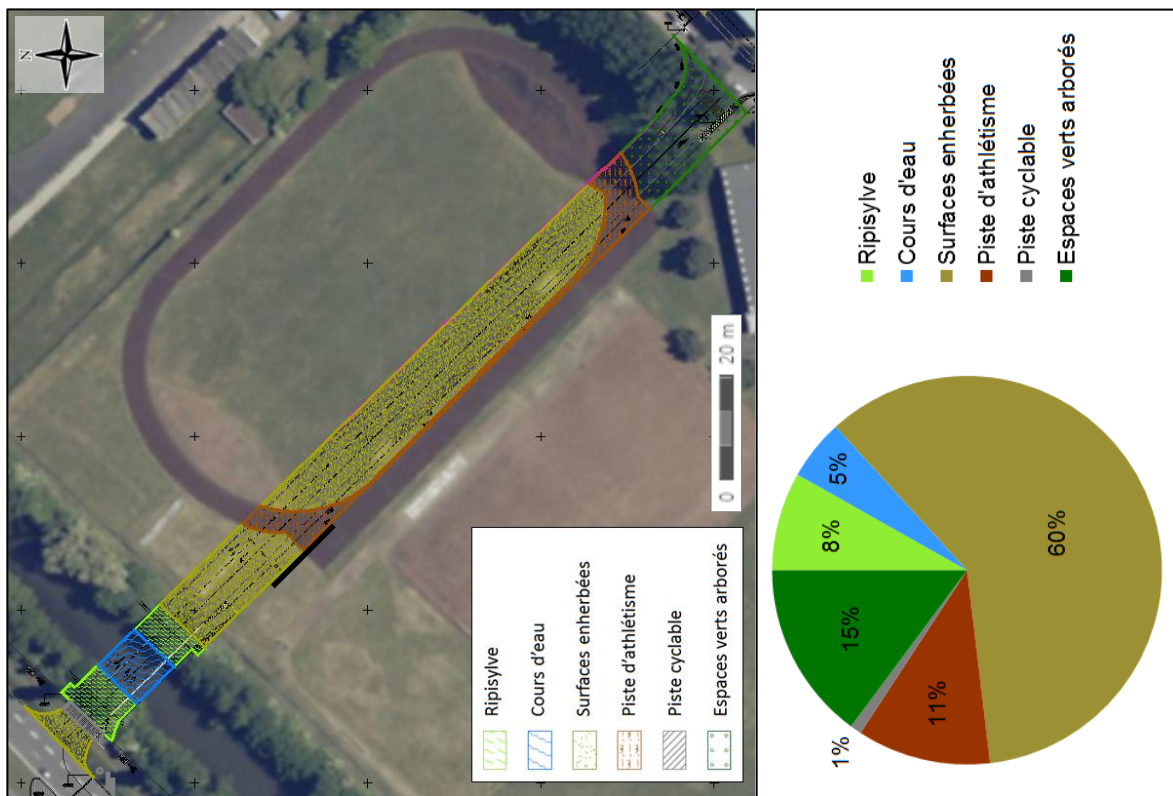 N
0 20 m
Ripisylve
Cours d'eau
Surfaces enherbées
Piste d'athlétisme
Piste cyclable
Espaces verts arborés
8%
5%
60%
11%
1%
15%
Ripisylve
Cours d'eau
Surfaces enherbées
Piste d'athlétisme
Piste cyclable
Espaces verts arborés